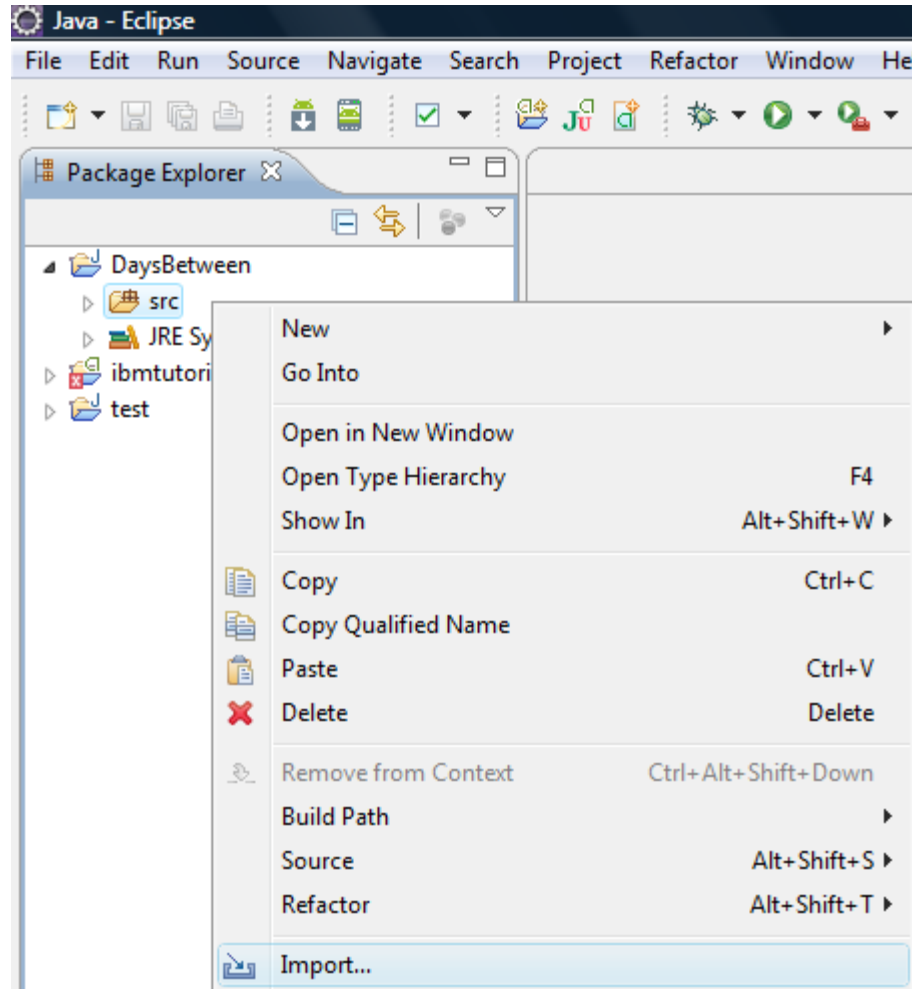 Java - Eclipse
File Edit Run Source Navigate Search Project Refactor Window He
Package Explorer
DaysBetween
src
JRE Sy
ibmtutori
test
New
Go Into
Open in New Window
Open Type Hierarchy F4
Show In Alt+Shift+W
Copy Ctrl+C
Copy Qualified Name
Paste Ctrl+V
Delete Delete
Remove from Context Ctrl+Alt+Shift+Down
Build Path
Source Alt+Shift+S
Refactor Alt+Shift+T
Import...